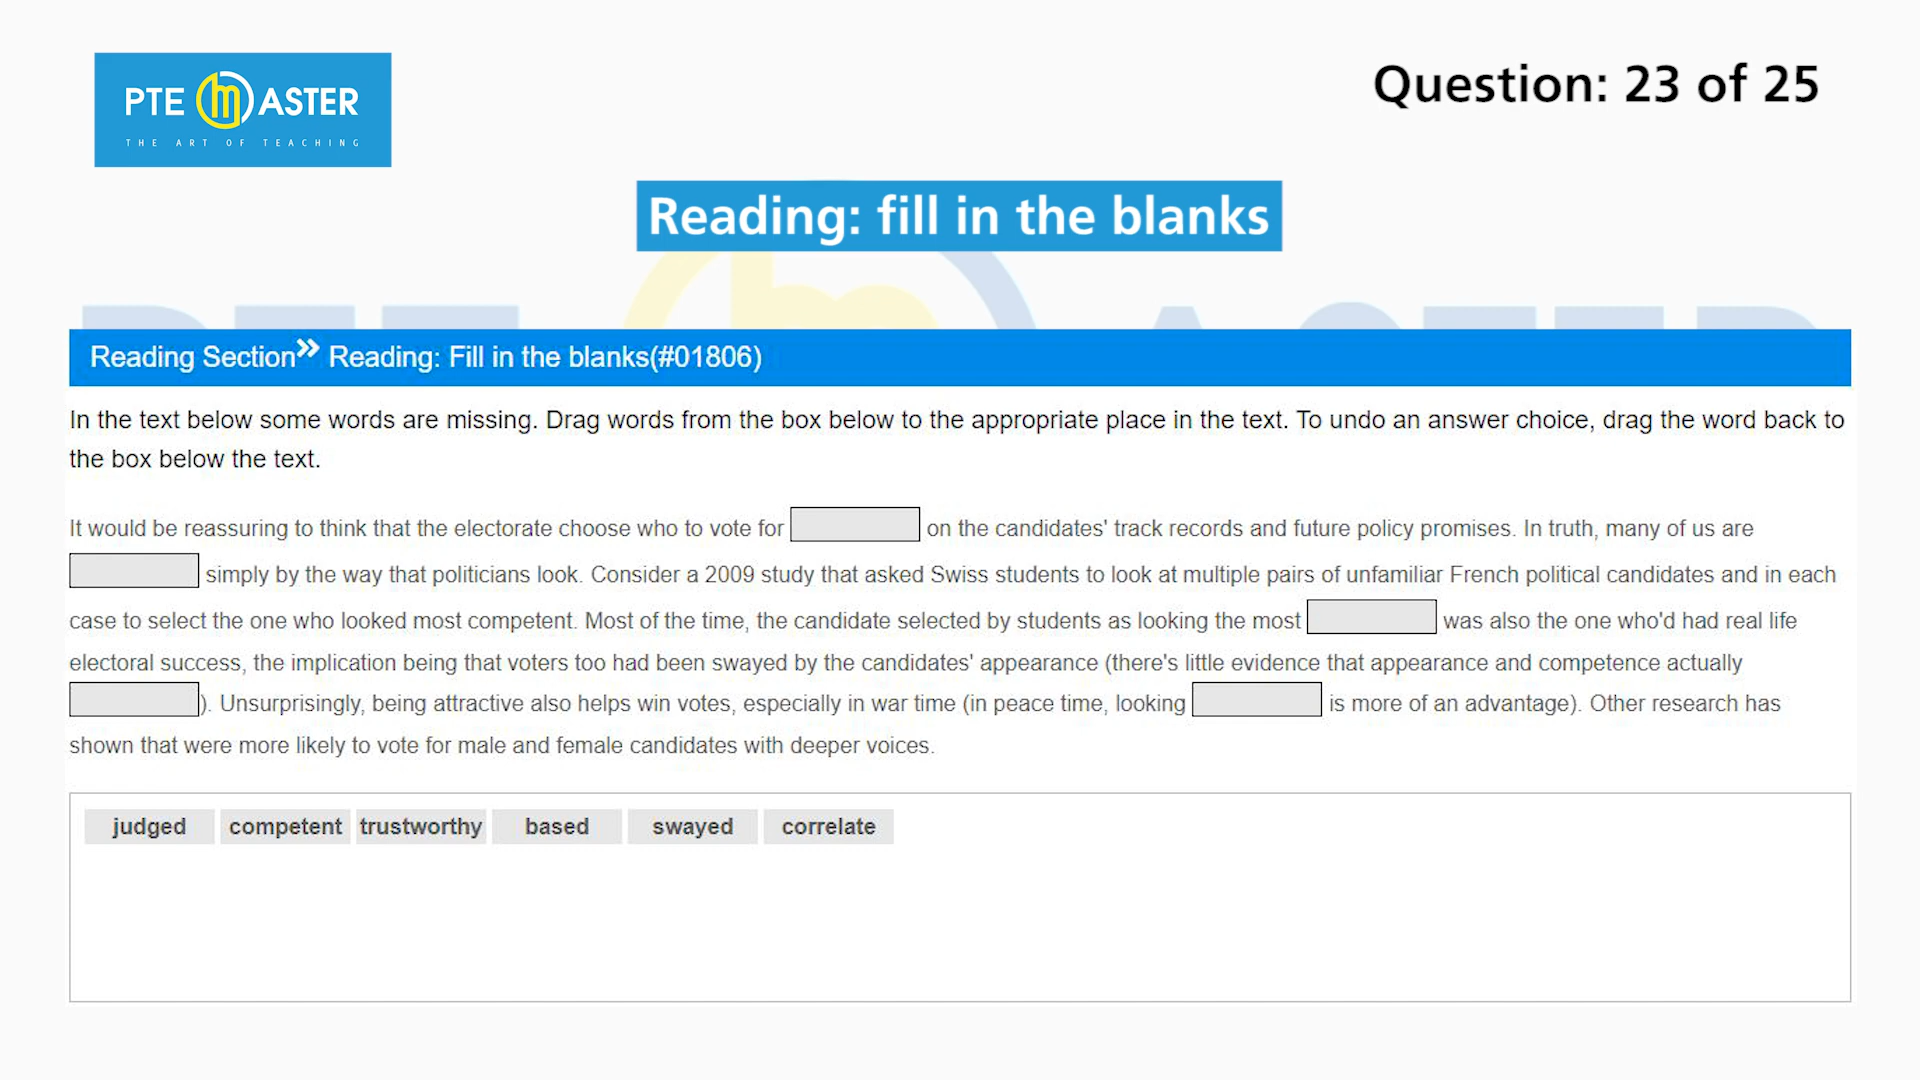 PTE MASTER
THE ART OF TEACHING
Question: 23 of 25
Reading: fill in the blanks
Reading Section» Reading: Fill in the blanks(#01806)
In the text below some words are missing. Drag words from the box below to the appropriate place in the text. To undo an answer choice, drag the word back to
the box below the text.
It would be reassuring to think that the electorate choose who to vote for on the candidates' track records and future policy promises. In truth, many of us are
simply by the way that politicians look. Consider a 2009 study that asked Swiss students to look at multiple pairs of unfamiliar French political candidates and in each
case to select the one who looked most competent. Most of the time, the candidate selected by students as looking the most was also the one who'd had real life
electoral success, the implication being that voters too had been swayed by the candidates' appearance (there's little evidence that appearance and competence actually
). Unsurprisingly, being attractive also helps win votes, especially in war time (in peace time, looking is more of an advantage). Other research has
shown that were more likely to vote for male and female candidates with deeper voices.
judged competent trustworthy based swayed correlate